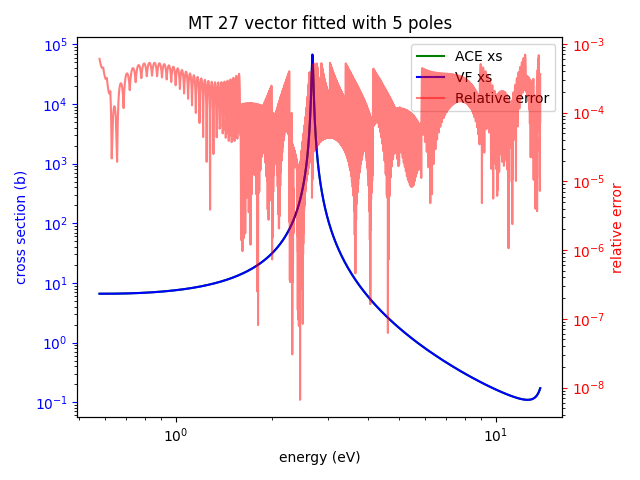 MT 27 vector fitted with 5 poles
ACE xs
VF xs
Relative error
cross section (b)
10^5
10^4
10^3
10^2
10^1
10^0
10^-1
relative error
10^-3
10^-4
10^-5
10^-6
10^-7
10^-8
10^0
10^1
energy (eV)